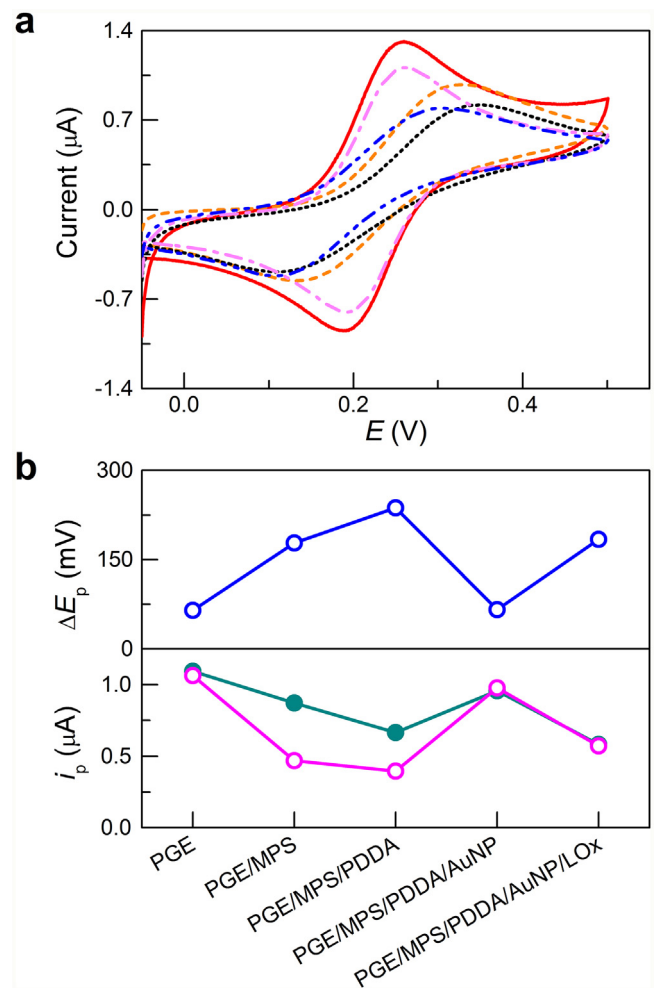 a
1.4
0.7
0.0
-0.7
-1.4
Current (μA)
0.0 0.2 0.4
E (V)
b
300
150
0
ΔEp (mV)
1.0
0.5
0.0
ip (μA)
PGE
PGE/MPS
PGE/MPS/PDDA
PGE/MPS/PDDA/AuNP
PGE/MPS/PDDA/AuNP/LOx